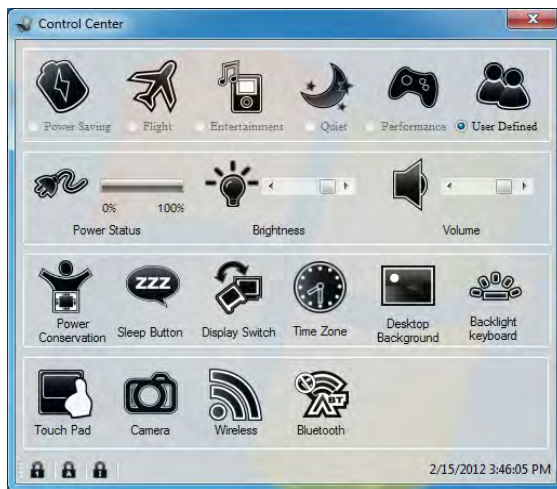 Control Center
Power Saving Flight Entertainment Quiet Performance User Defined
0% 100%
Power Status Brightness Volume
zzz
Power Conservation Sleep Button Display Switch Time Zone Desktop Background Backlight keyboard
BT
Touch Pad Camera Wireless Bluetooth
1 A
2/15/2012 3:46:05 PM